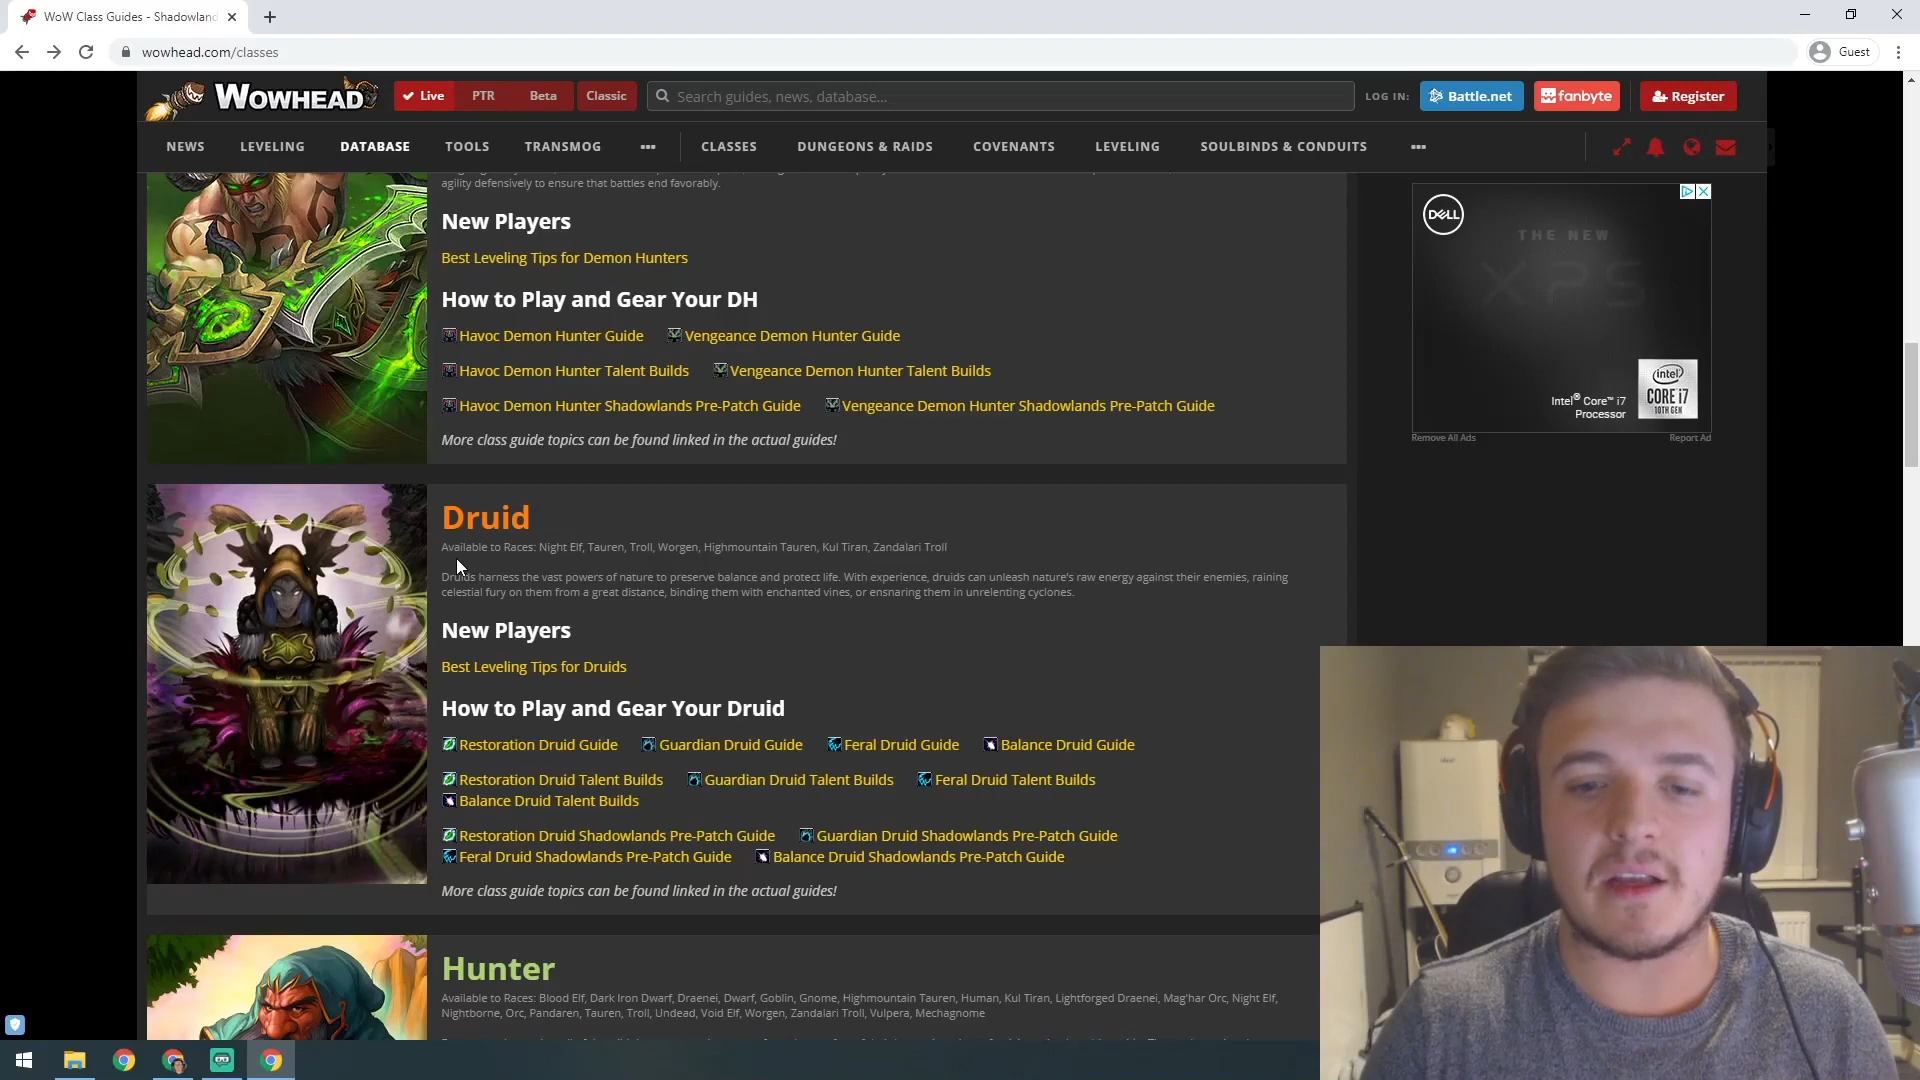 WoW Class Guides - Shadowland
wowhead.com/classes
Guest
WOWHEAD
Live
PTR
Beta
Classic
Search guides, news, database...
LOG IN:
Battle.net
fanbyte
Register
NEWS
LEVELING
DATABASE
TOOLS
TRANSMOG
CLASSES
DUNGEONS & RAIDS
COVENANTS
LEVELING
SOULBINDS & CONDUITS
agility defensively to ensure that battles end favorably.
New Players
Best Leveling Tips for Demon Hunters
How to Play and Gear Your DH
Havoc Demon Hunter Guide Vengeance Demon Hunter Guide
Havoc Demon Hunter Talent Builds Vengeance Demon Hunter Talent Builds
Havoc Demon Hunter Shadowlands Pre-Patch Guide Vengeance Demon Hunter Shadowlands Pre-Patch Guide
More class guide topics can be found linked in the actual guides!
DELL
THE NEW
XPS
Intel® Core™ i7
Processor
intel
CORE i7
10TH GEN
Remove All Ads
Report Ad
Druid
Available to Races: Night Elf, Tauren, Troll, Worgen, Highmountain Tauren, Kul Tiran, Zandalari Troll
Druids harness the vast powers of nature to preserve balance and protect life. With experience, druids can unleash nature's raw energy against their enemies, raining
celestial fury on them from a great distance, binding them with enchanted vines, or ensnaring them in unrelenting cyclones.
New Players
Best Leveling Tips for Druids
How to Play and Gear Your Druid
Restoration Druid Guide Guardian Druid Guide Feral Druid Guide Balance Druid Guide
Restoration Druid Talent Builds Guardian Druid Talent Builds Feral Druid Talent Builds
Balance Druid Talent Builds
Restoration Druid Shadowlands Pre-Patch Guide Guardian Druid Shadowlands Pre-Patch Guide
Feral Druid Shadowlands Pre-Patch Guide Balance Druid Shadowlands Pre-Patch Guide
More class guide topics can be found linked in the actual guides!
Hunter
Available to Races: Blood Elf, Dark Iron Dwarf, Draenei, Dwarf, Goblin, Gnome, Highmountain Tauren, Human, Kul Tiran, Lightforged Draenei, Mag'har Orc, Night Elf,
Nightborne, Orc, Pandaren, Tauren, Troll, Undead, Void Elf, Worgen, Zandalari Troll, Vulpera, Mechagnome